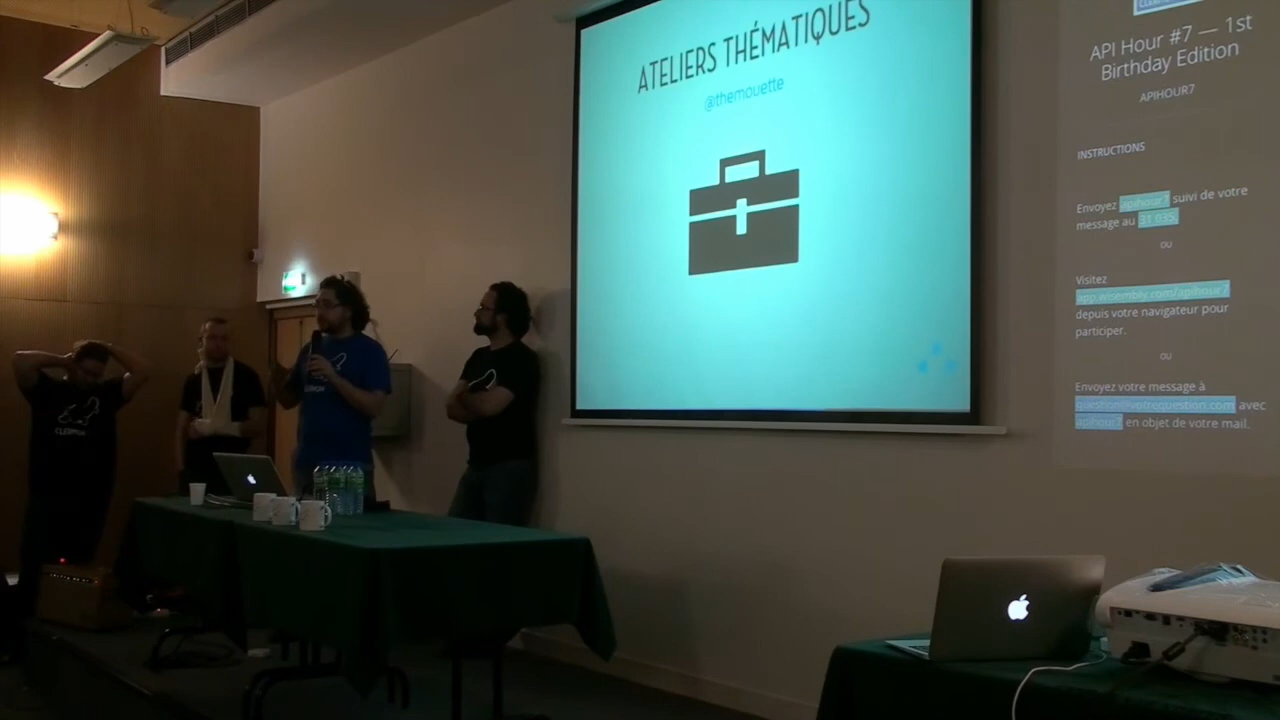 ATELIERS THÉMATIQUES
@themouette
API Hour #7 — 1st
Birthday Edition
APIHOUR7
INSTRUCTIONS
Envoyez apihour7 suivi de votre
message au 31 035
ou
Visitez
app.wisembly.com/apihour7
depuis votre navigateur pour
participer.
ou
Envoyez votre message à
question@votrequestion.com avec
apihour7 en objet de votre mail.